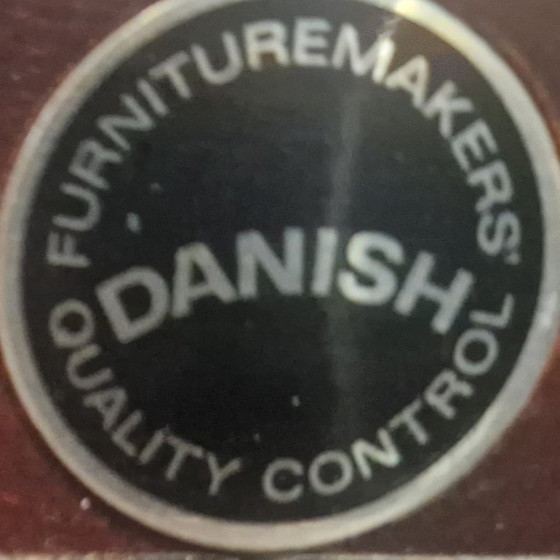 FURNITUREMAKERS'
DANISH
QUALITY CONTROL